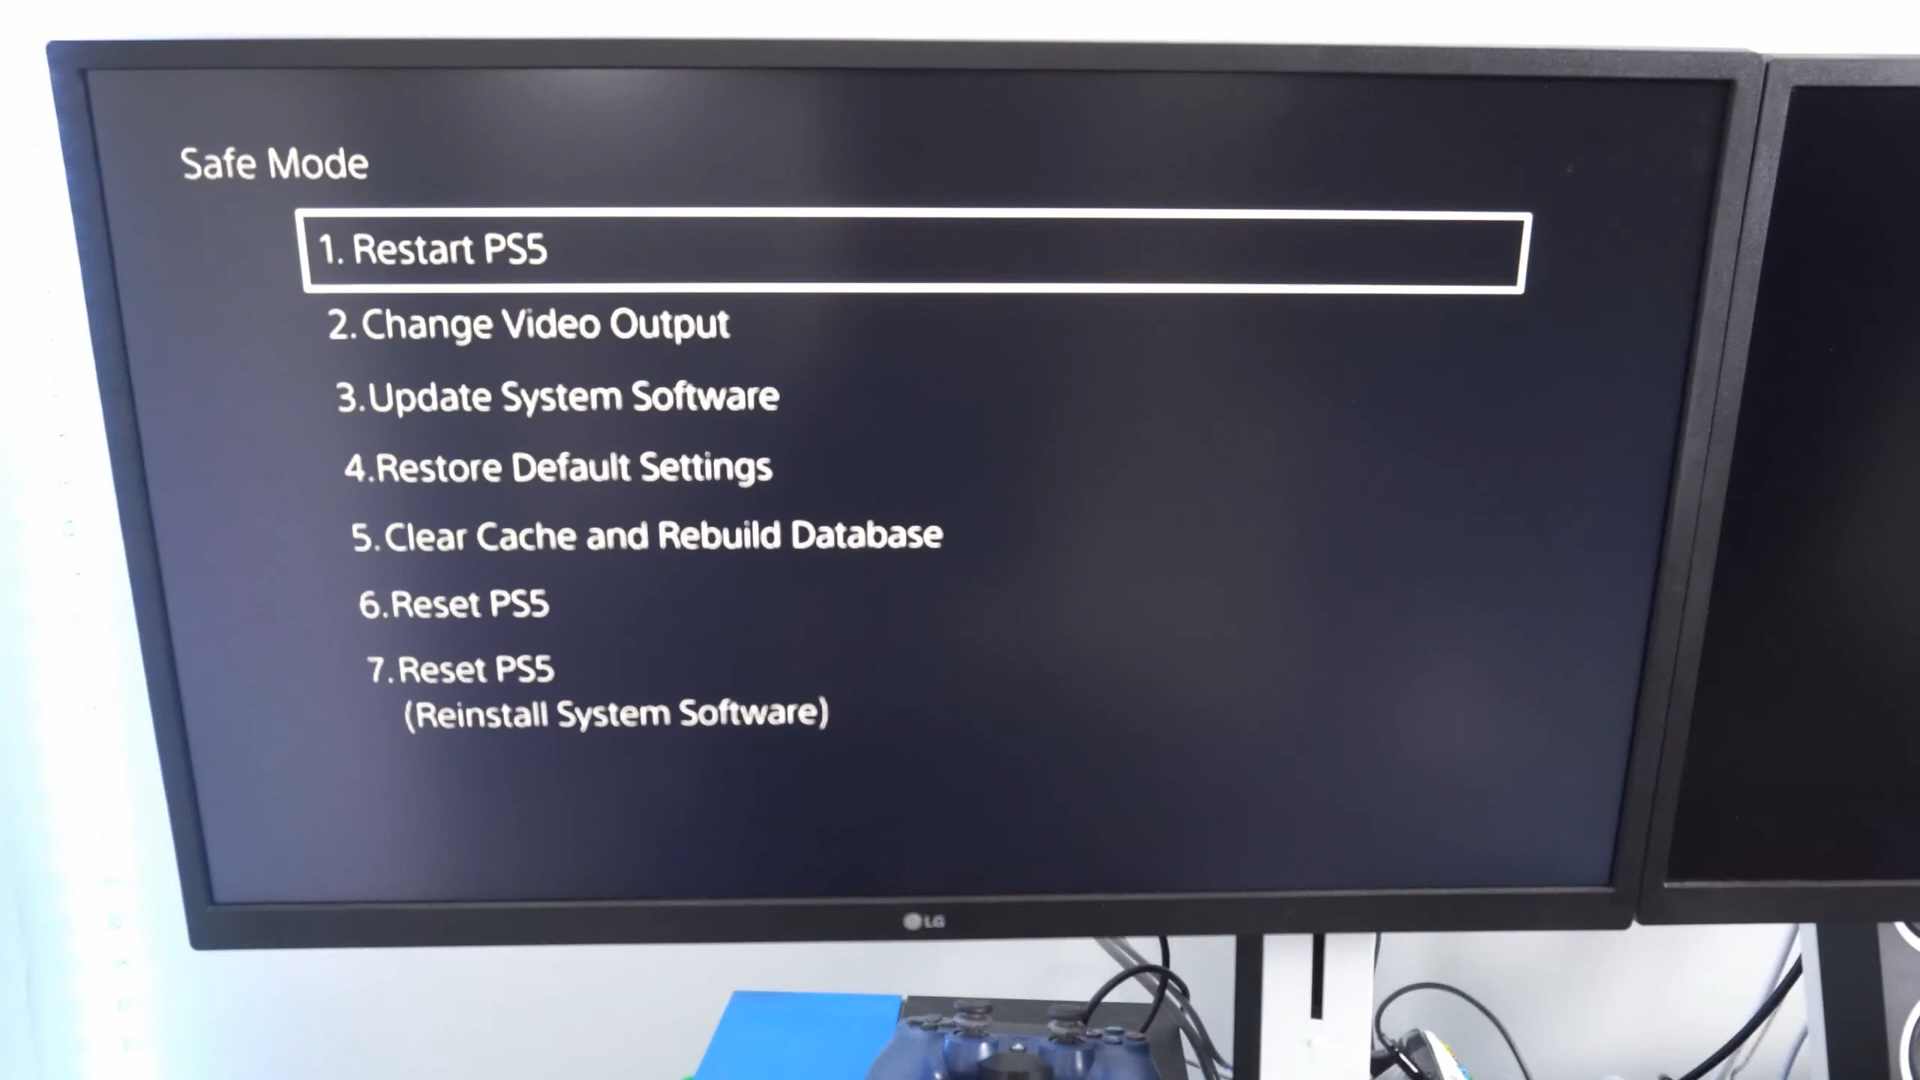 Safe Mode
1. Restart PS5
2. Change Video Output
3. Update System Software
4. Restore Default Settings
5. Clear Cache and Rebuild Database
6. Reset PS5
7. Reset PS5
(Reinstall System Software)
LG